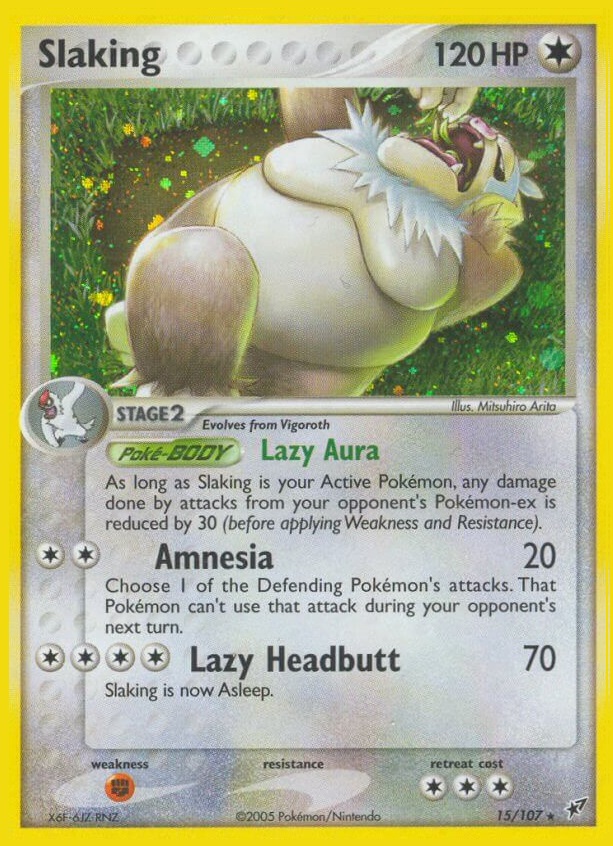 Slaking 120 HP
Illus. Mitsuhiro Arita
STAGE2
Evolves from Vigoroth
Poké-BODY Lazy Aura
As long as Slaking is your Active Pokémon, any damage
done by attacks from your opponent's Pokémon-ex is
reduced by 30 (before applying Weakness and Resistance).
Amnesia 20
Choose 1 of the Defending Pokémon's attacks. That
Pokémon can't use that attack during your opponent's
next turn.
Lazy Headbutt 70
Slaking is now Asleep.
weakness resistance retreat cost
X6F-6JZ-RNZ ©2005 Pokémon/Nintendo 15/107 ★